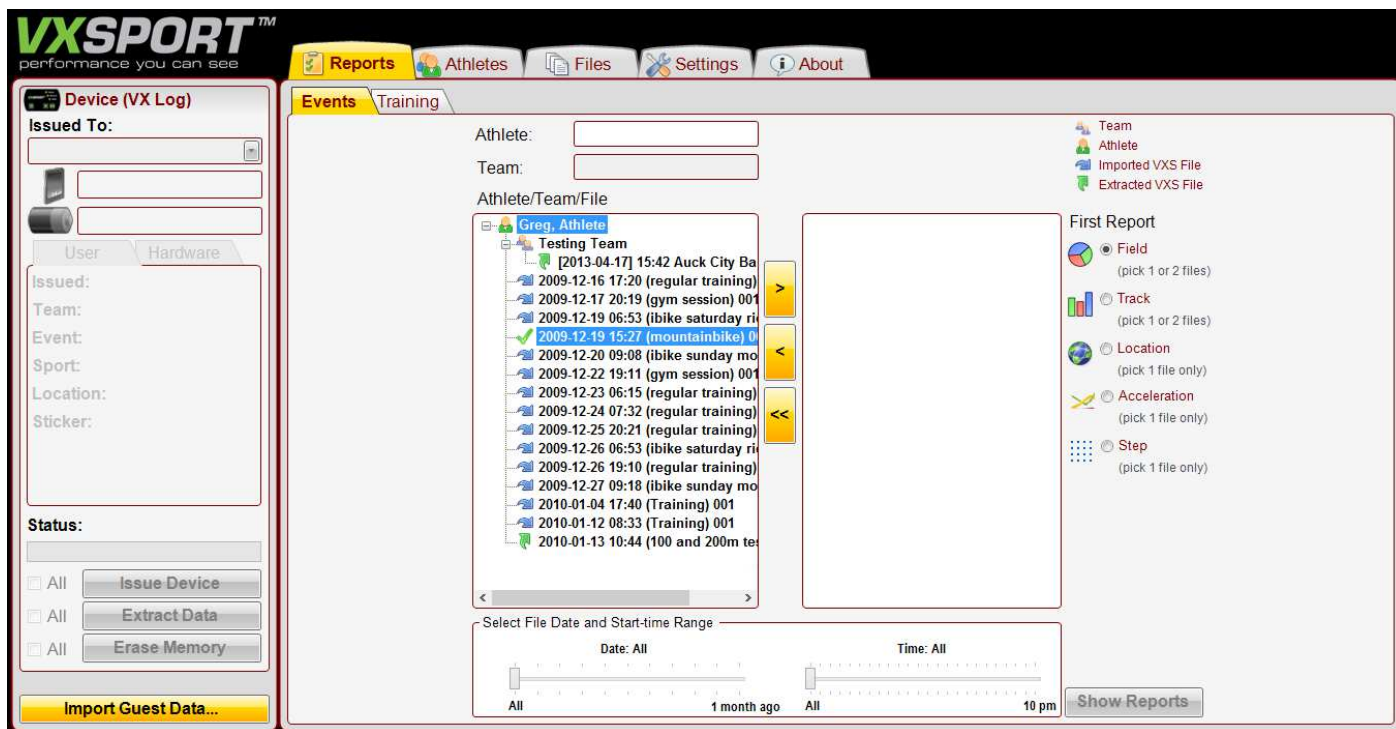 VXSPORT™
performance you can see
Reports
Athletes
Files
Settings
About
Device (VX Log)
Issued To:
User
Hardware
Issued:
Team:
Event:
Sport:
Location:
Sticker:
Status:
All
Issue Device
All
Extract Data
All
Erase Memory
Import Guest Data...
Events
Training
Athlete:
Team:
Athlete/Team/File
Greg, Athlete
Testing Team
[2013-04-17] 15:42 Auck City Ba
2009-12-16 17:20 (regular training)
2009-12-17 20:19 (gym session) 001
2009-12-19 06:53 (ibike saturday ri
2009-12-19 15:27 (mountainbike) 0
2009-12-20 09:08 (ibike sunday mo
2009-12-22 19:11 (gym session) 001
2009-12-23 06:15 (regular training)
2009-12-24 07:32 (regular training)
2009-12-25 20:21 (regular training)
2009-12-26 06:53 (ibike saturday ri
2009-12-26 19:10 (regular training)
2009-12-27 09:18 (ibike sunday mo
2010-01-04 17:40 (Training) 001
2010-01-12 08:33 (Training) 001
2010-01-13 10:44 (100 and 200m te
>
<
<<
Select File Date and Start-time Range
Date: All
All
1 month ago
Time: All
All
10 pm
Team
Athlete
Imported VXS File
Extracted VXS File
First Report
Field
(pick 1 or 2 files)
Track
(pick 1 or 2 files)
Location
(pick 1 file only)
Acceleration
(pick 1 file only)
Step
(pick 1 file only)
Show Reports